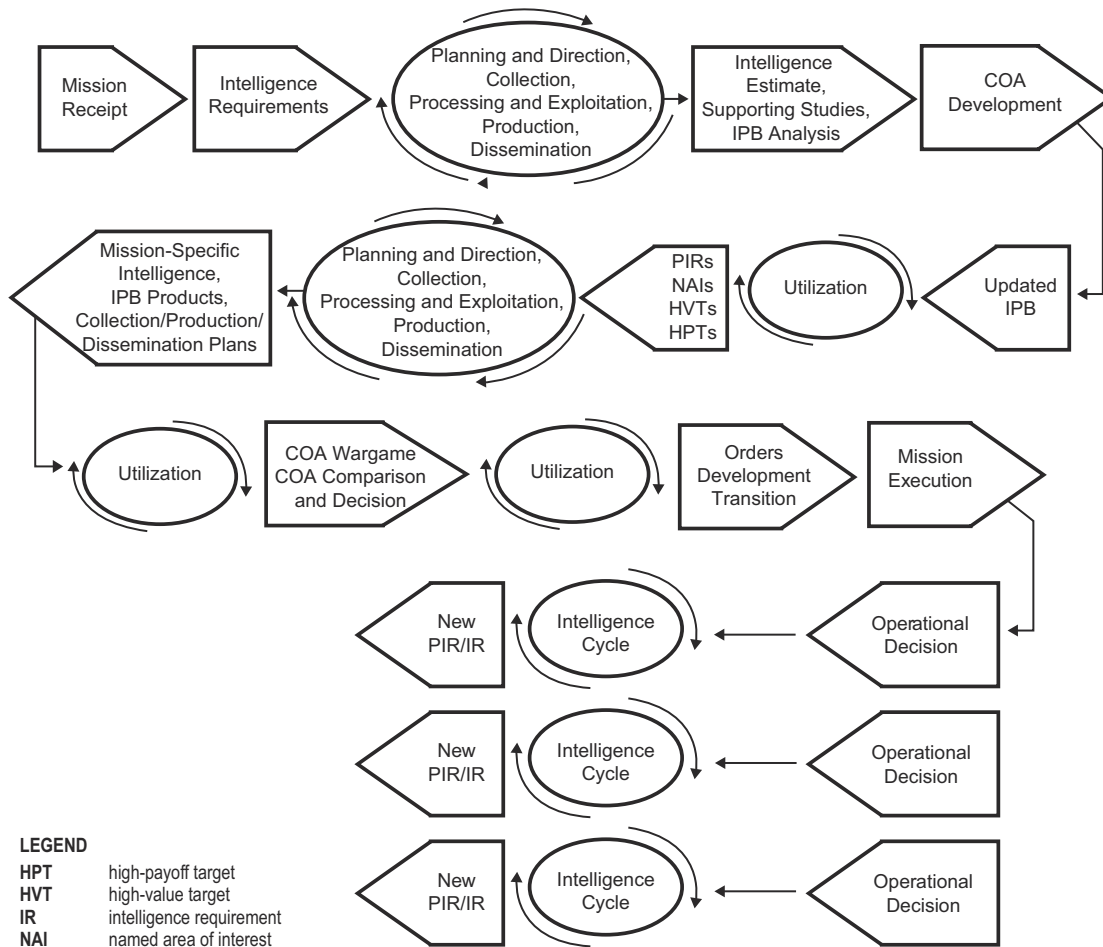 Mission
Receipt
Intelligence
Requirements
Planning and Direction,
Collection,
Processing and Exploitation,
Production,
Dissemination
Intelligence
Estimate,
Supporting Studies,
IPB Analysis
COA
Development
Mission-Specific
Intelligence,
IPB Products,
Collection/Production/
Dissemination Plans
Planning and Direction,
Collection,
Processing and Exploitation,
Production,
Dissemination
PIRs
NAIs
HVTs
HPTs
Utilization
Updated
IPB
Utilization
COA Wargame
COA Comparison
and Decision
Utilization
Orders
Development
Transition
Mission
Execution
New
PIR/IR
Intelligence
Cycle
Operational
Decision
New
PIR/IR
Intelligence
Cycle
Operational
Decision
New
PIR/IR
Intelligence
Cycle
Operational
Decision
LEGEND
HPT high-payoff target
HVT high-value target
IR intelligence requirement
NAI named area of interest